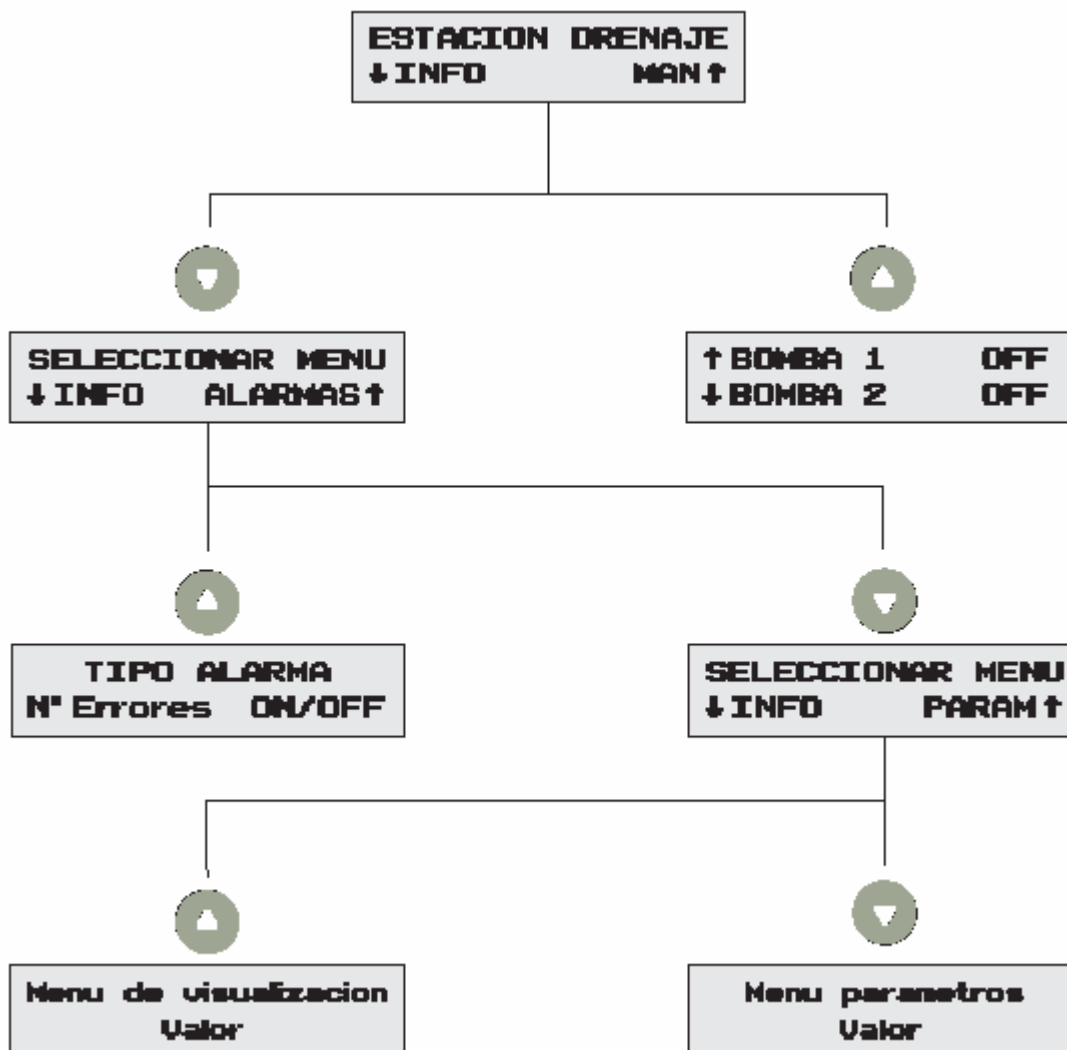 ESTACION DRENAJE
↓INFO MAN↑
SELECCIONAR MENU
↓INFO ALARMAS↑
↑BOMBA 1 OFF
↓BOMBA 2 OFF
TIPO ALARMA
N° Errores ON/OFF
SELECCIONAR MENU
↓INFO PARAM↑
Menu de visualizacion
Valor
Menu parametros
Valor